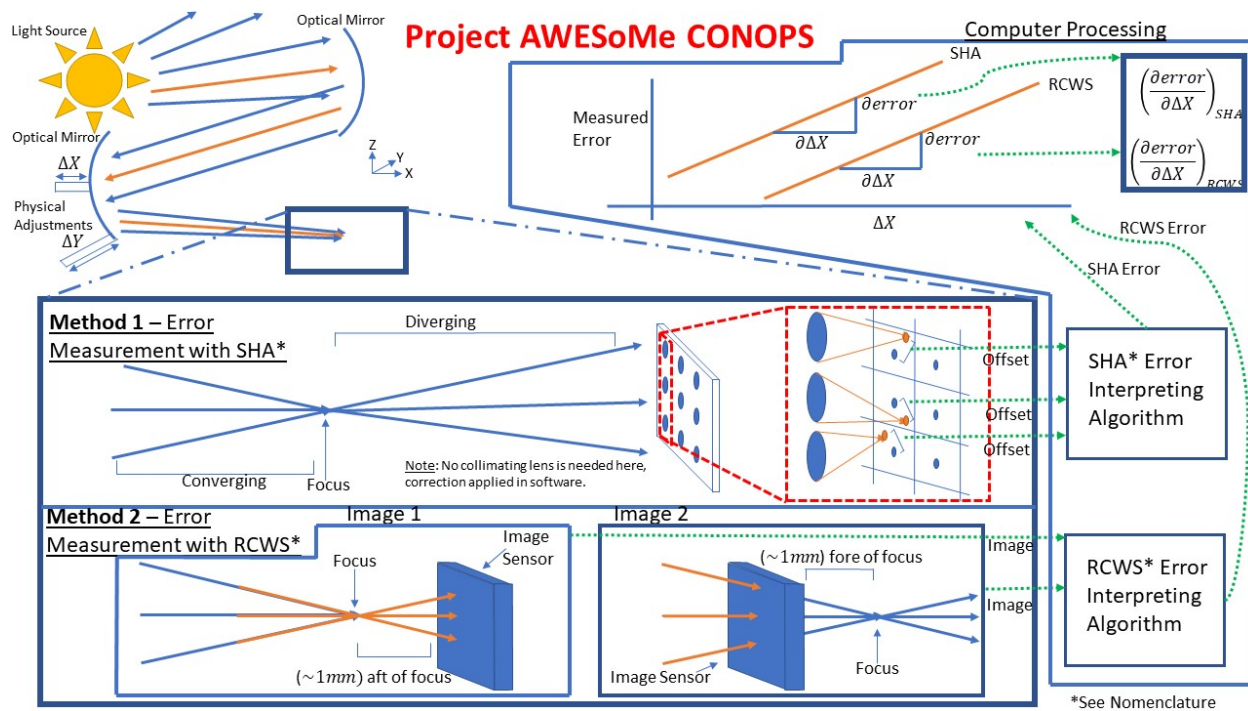 Project AWESoMe CONOPS
Light Source
Optical Mirror
Optical Mirror
ΔX
Physical
Adjustments
ΔY
Z
Y
X
Computer Processing
SHA
RCWS
Measured
Error
∂error
∂ΔX
∂error
∂ΔX
ΔX
(∂error/∂ΔX)SHA
(∂error/∂ΔX)RCWS
RCWS Error
SHA Error
Method 1 – Error
Measurement with SHA*
Diverging
Converging
Focus
Note: No collimating lens is needed here,
correction applied in software.
Offset
Offset
Offset
SHA* Error
Interpreting
Algorithm
Method 2 – Error
Measurement with RCWS*
Image 1
Focus
Image
Sensor
(~1mm) aft of focus
Image 2
(~1mm) fore of focus
Image Sensor
Focus
Image
Image
RCWS* Error
Interpreting
Algorithm
*See Nomenclature